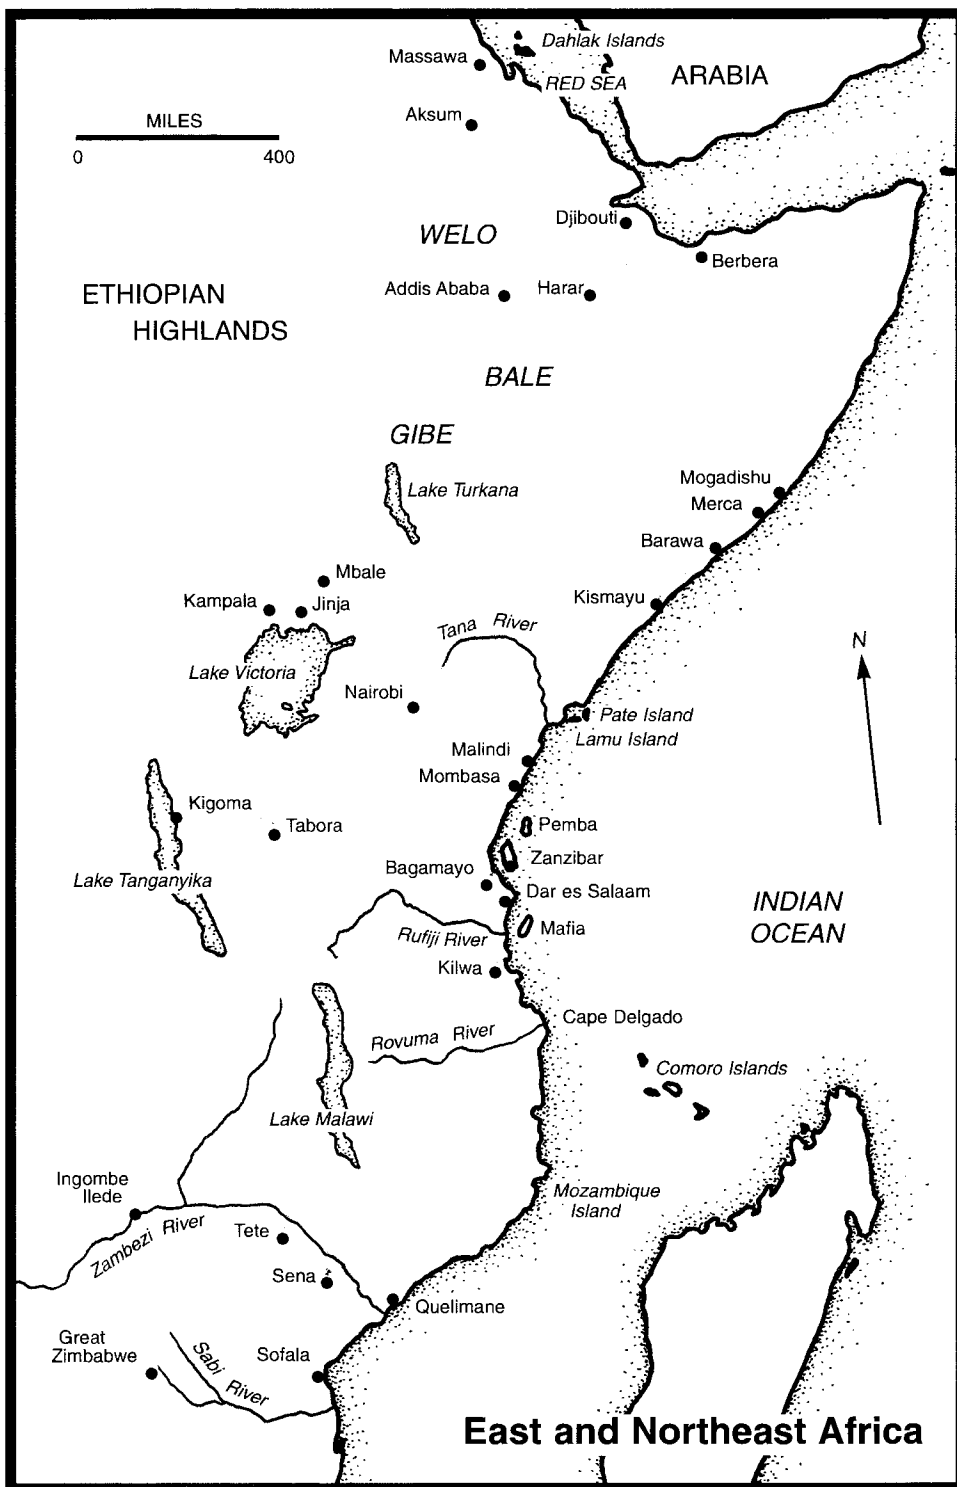 Dahlak Islands
Massawa
RED SEA
ARABIA
MILES
0 400
Aksum
Djibouti
WELO
Berbera
ETHIOPIAN
HIGHLANDS
Addis Ababa
Harar
BALE
GIBE
Lake Turkana
Mogadishu
Merca
Barawa
Mbale
Kampala
Jinja
Kismayu
Tana River
N
Lake Victoria
Nairobi
Pate Island
Lamu Island
Malindi
Mombasa
Kigoma
Tabora
Pemba
Zanzibar
Bagamayo
Lake Tanganyika
Dar es Salaam
INDIAN
OCEAN
Mafia
Rufiji River
Kilwa
Cape Delgado
Rovuma River
Comoro Islands
Lake Malawi
Ingombe
Ilede
Mozambique
Island
Zambezi River
Tete
Sena
Quelimane
Great
Zimbabwe
Sabi River
Sofala
East and Northeast Africa